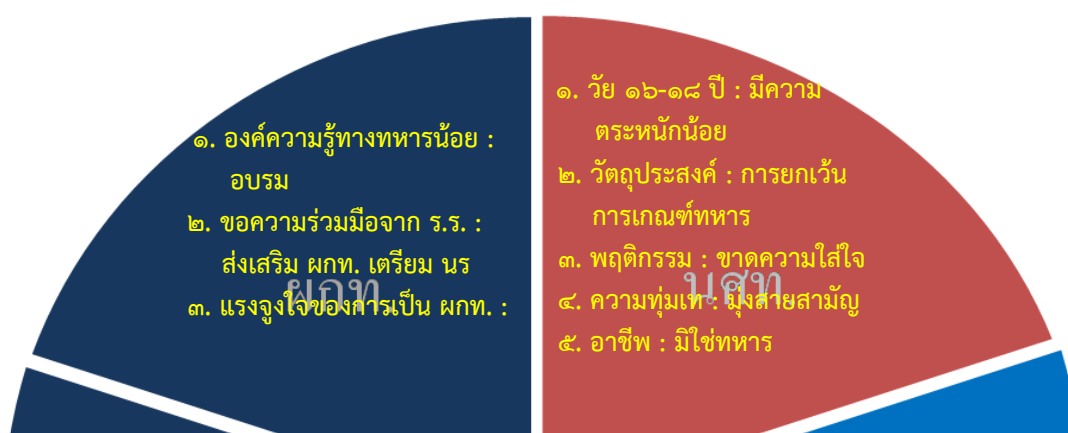 ๑. องค์ความรู้ทางทหารน้อย :
อบรม
๒. ขอความร่วมมือจาก ร.ร. :
ส่งเสริม ผกท. เตรียม นร
๓. แรงจูงใจของการเป็น ผกท. :
ผกท.
๑. วัย ๑๖-๑๘ ปี : มีความ
ตระหนักน้อย
๒. วัตถุประสงค์ : การยกเว้น
การเกณฑ์ทหาร
๓. พฤติกรรม : ขาดความใส่ใจ
๔. ความทุ่มเท : มุ่งสายสามัญ
๕. อาชีพ : มิใช่ทหาร
นศท.